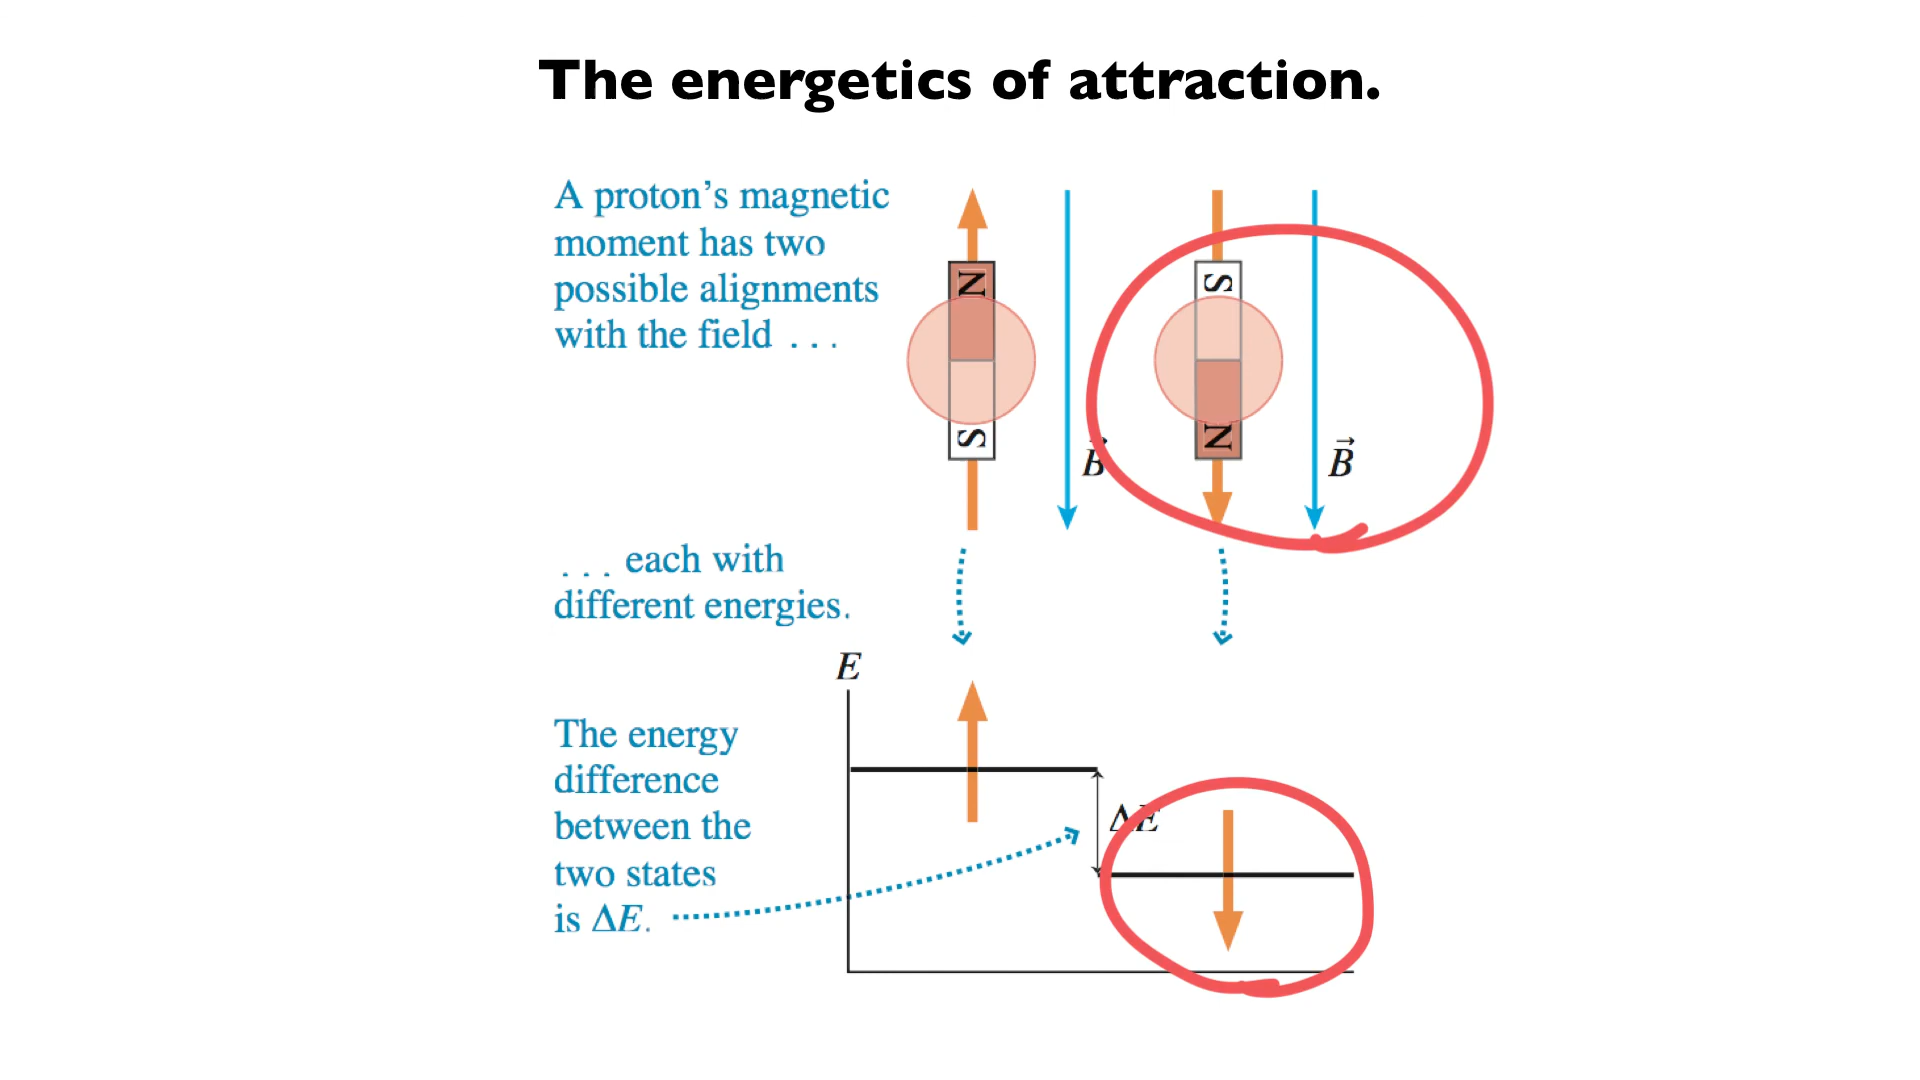 The energetics of attraction.
A proton’s magnetic
moment has two
possible alignments
with the field . . .
N
S
B⃗
S
N
B⃗
. . . each with
different energies.
E
The energy
difference
between the
two states
is ΔE.
ΔE